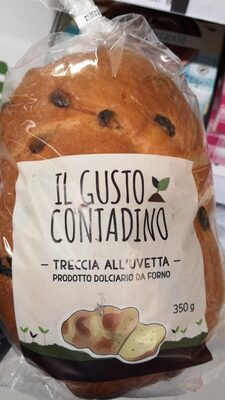 IL GUSTO
CONTADINO
TRECCIA ALL'UVETTA
PRODOTTO DOLCIARIO DA FORNO
350 g